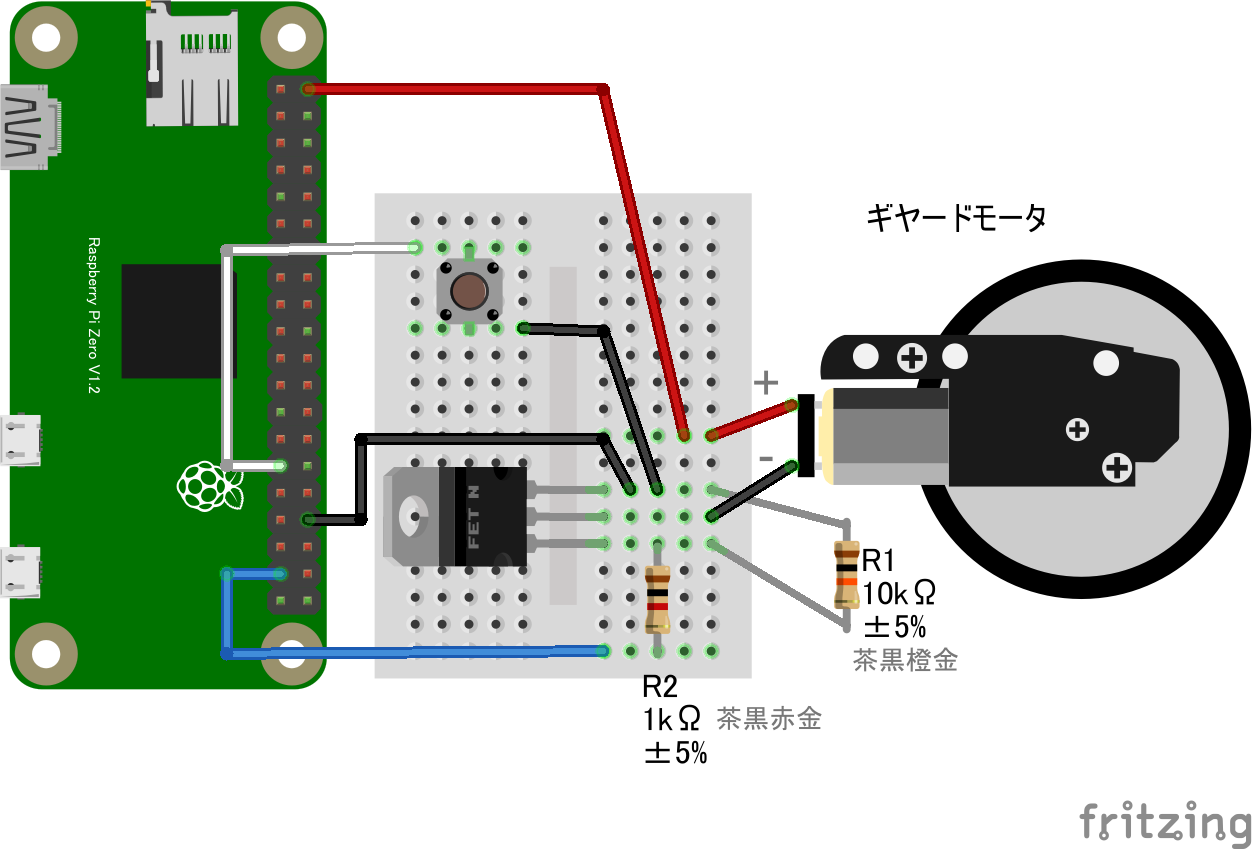 Raspberry Pi Zero V1.2
ギヤードモータ
+
-
FET N
R1
10kΩ
±5%
茶黒橙金
R2
1kΩ 茶黒赤金
±5%
fritzing